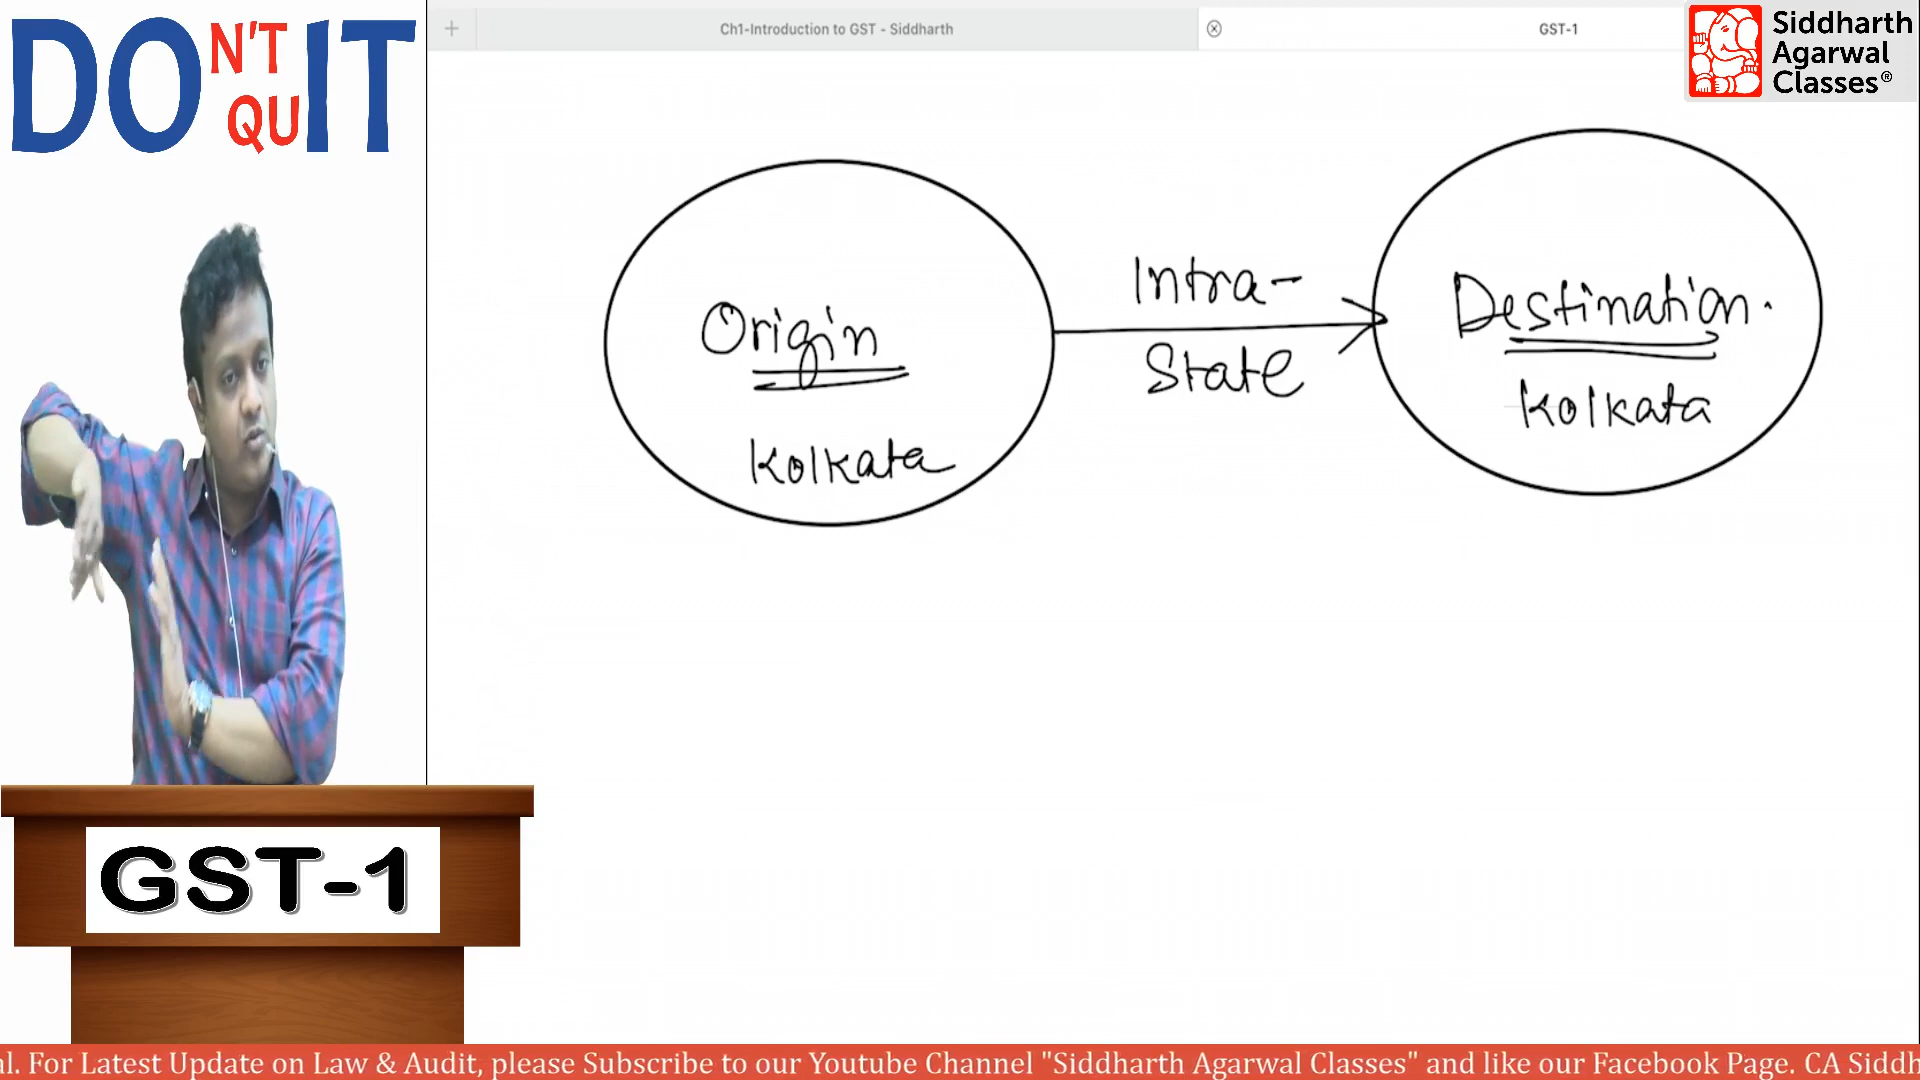 DON'T
QUIT
Ch1-Introduction to GST - Siddharth
GST-1
Siddharth
Agarwal
Classes®
Origin
Kolkata
Intra-
State
Destination.
Kolkata
GST-1
al. For Latest Update on Law & Audit, please Subscribe to our Youtube Channel "Siddharth Agarwal Classes" and like our Facebook Page. CA Siddh